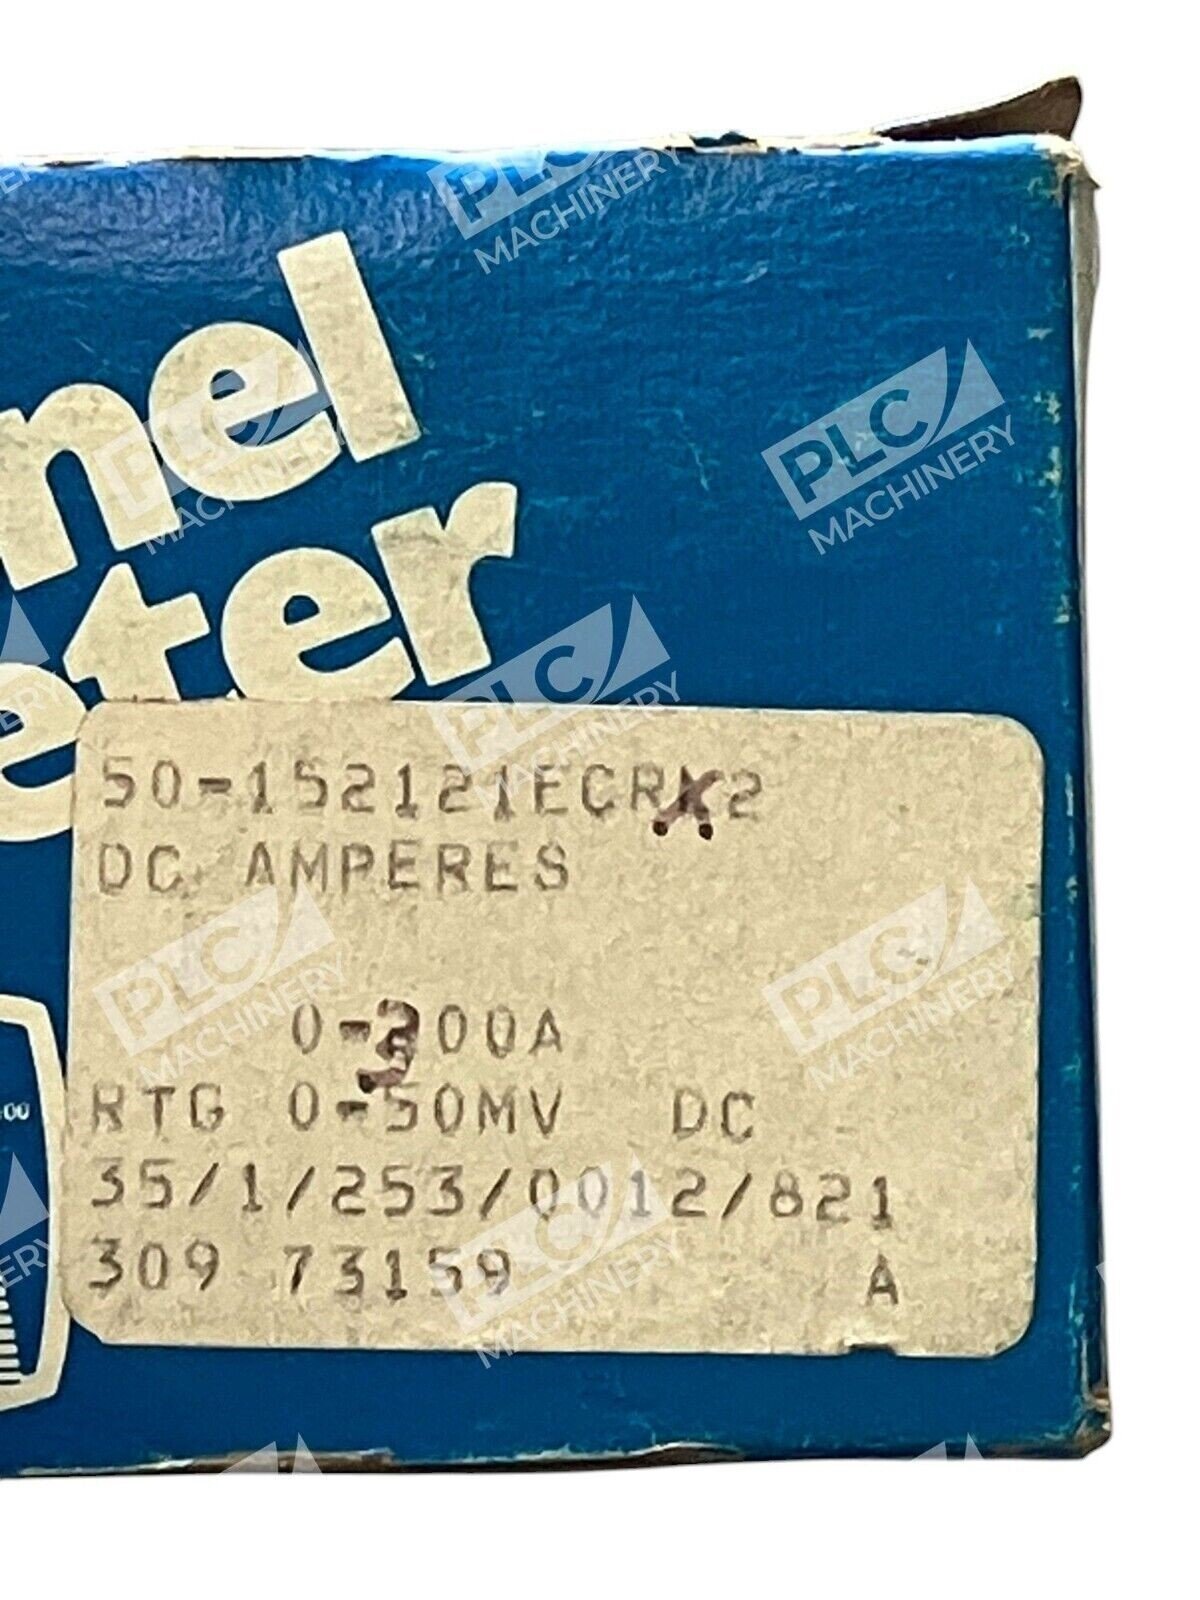 PLC MACHINERY
nel
eter
50-152121ECRX2
DC AMPERES
0-300A
RTG 0-50MV DC
35/1/253/0012/821
309 73159 A